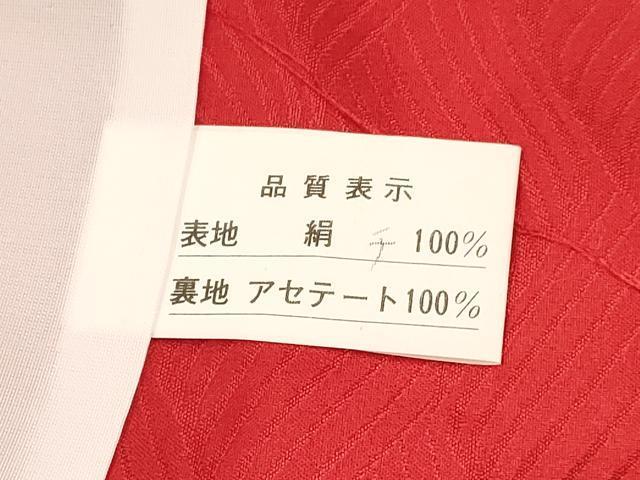 品質表示
表地 絹 100%
裏地 アセテート100%